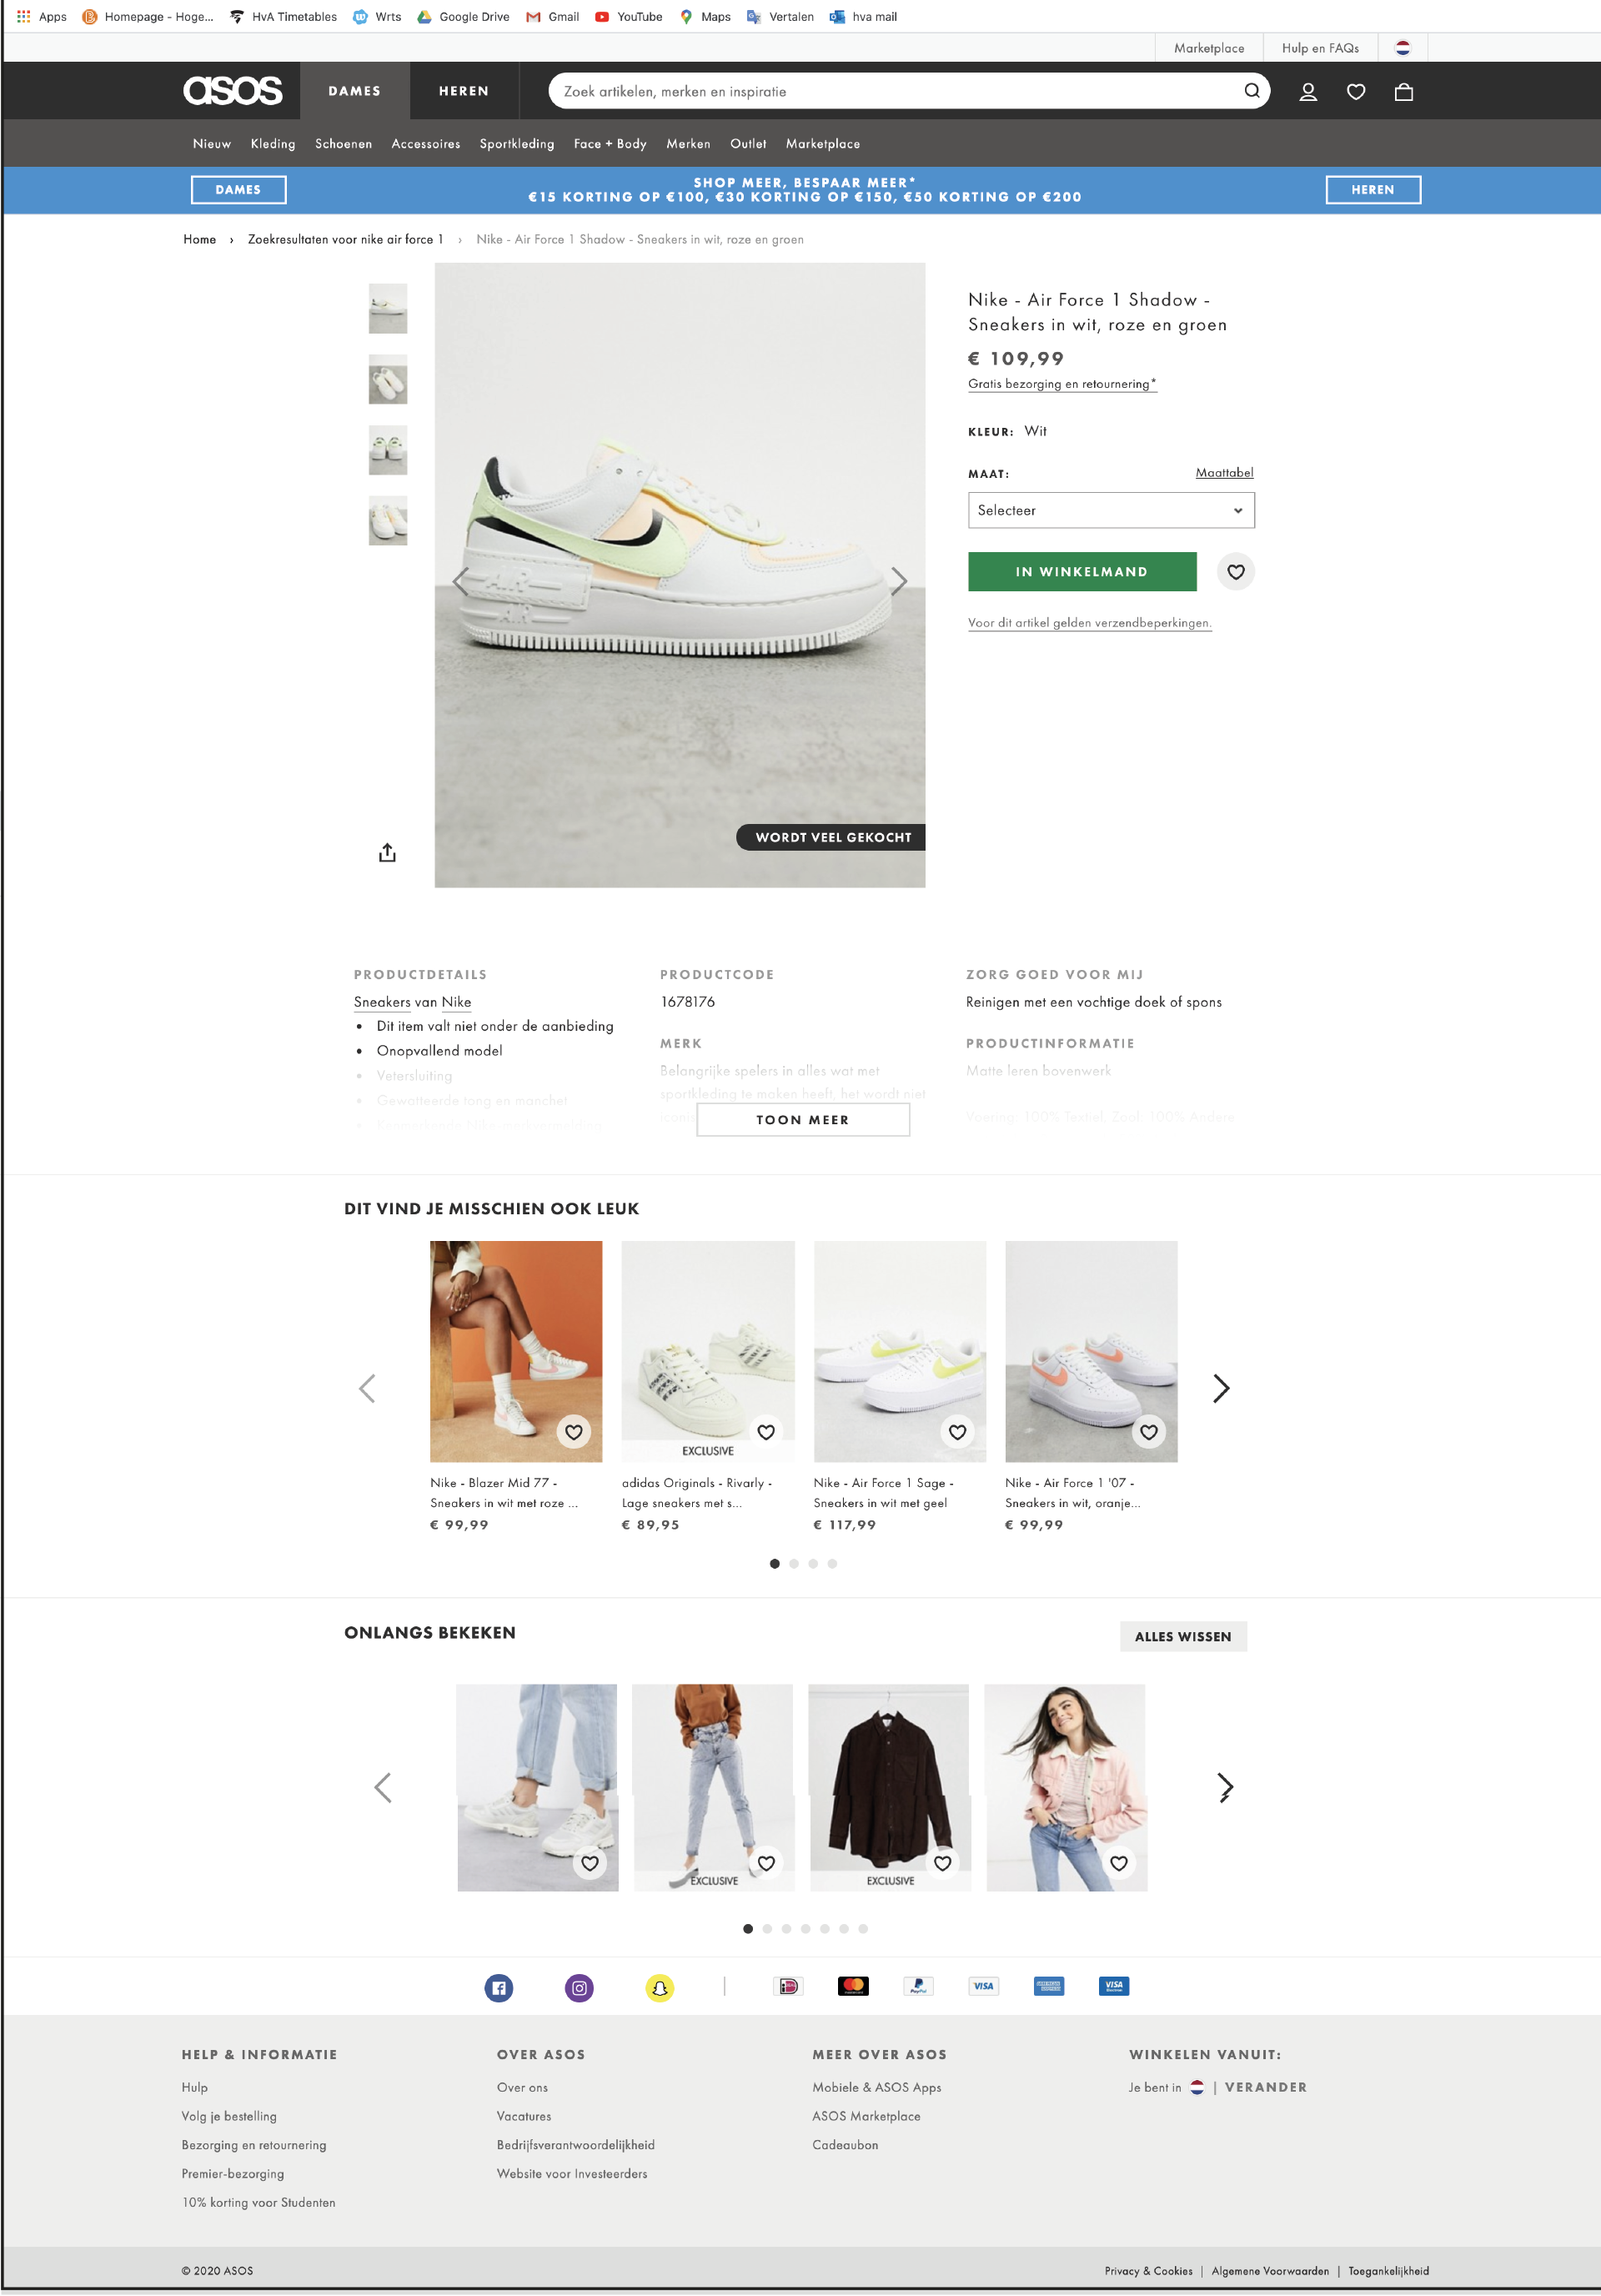 Apps Homepage - Hoge... HvA Timetables Wrts Google Drive Gmail YouTube Maps Vertalen hva mail
Marketplace Hulp en FAQs
asos DAMES HEREN Zoek artikelen, merken en inspiratie
Nieuw Kleding Schoenen Accessoires Sportkleding Face + Body Merken Outlet Marketplace
DAMES
SHOP MEER, BESPAAR MEER*
€15 KORTING OP €100, €30 KORTING OP €150, €50 KORTING OP €200
HEREN
Home › Zoekresultaten voor nike air force 1 › Nike - Air Force 1 Shadow - Sneakers in wit, roze en groen
AIR
AIR
WORDT VEEL GEKOCHT
Nike - Air Force 1 Shadow -
Sneakers in wit, roze en groen
€ 109,99
Gratis bezorging en retournering*
KLEUR: Wit
MAAT: Maattabel
Selecteer
IN WINKELMAND
Voor dit artikel gelden verzendbeperkingen.
PRODUCTDETAILS
Sneakers van Nike
• Dit item valt niet onder de aanbieding
• Onopvallend model
• Vetersluiting
• Gewatteerde tong en manchet
PRODUCTCODE
1678176
MERK
Belangrijke spelers in alles wat met
sportkleding te maken heeft, het wordt niet
ZORG GOED VOOR MIJ
Reinigen met een vochtige doek of spons
PRODUCTINFORMATIE
Matte leren bovenwerk
Voering: 100% Textiel, Zool: 100% Andere
TOON MEER
DIT VIND JE MISSCHIEN OOK LEUK
EXCLUSIVE
Nike - Blazer Mid 77 -
Sneakers in wit met roze ...
€ 99,99
adidas Originals - Rivarly -
Lage sneakers met s...
€ 89,95
Nike - Air Force 1 Sage -
Sneakers in wit met geel
€ 117,99
Nike - Air Force 1 '07 -
Sneakers in wit, oranje...
€ 99,99
ONLANGS BEKEKEN
ALLES WISSEN
EXCLUSIVE
EXCLUSIVE
iD PayPal VISA AMERICAN EXPRESS VISA Electron
HELP & INFORMATIE
Hulp
Volg je bestelling
Bezorging en retournering
Premier-bezorging
10% korting voor Studenten
OVER ASOS
Over ons
Vacatures
Bedrijfsverantwoordelijkheid
Website voor Investeerders
MEER OVER ASOS
Mobiele & ASOS Apps
ASOS Marketplace
Cadeaubon
WINKELEN VANUIT:
Je bent in | VERANDER
© 2020 ASOS
Privacy & Cookies | Algemene Voorwaarden | Toegankelijkheid